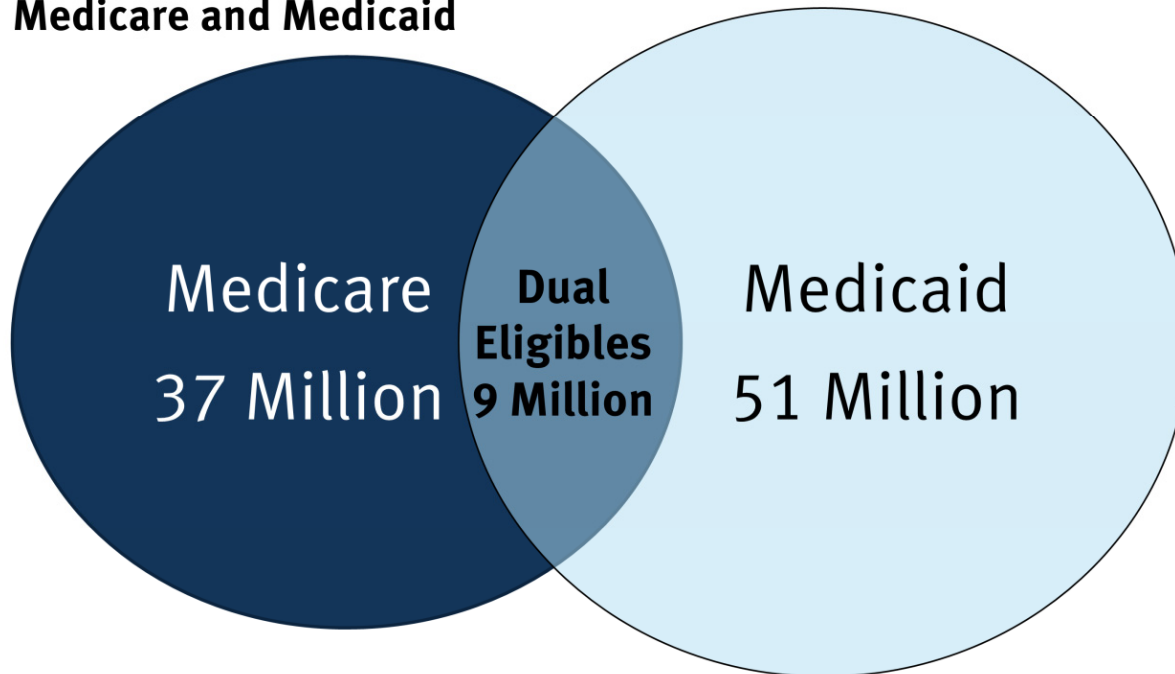 Medicare and Medicaid
Medicare
37 Million
Dual
Eligibles
9 Million
Medicaid
51 Million